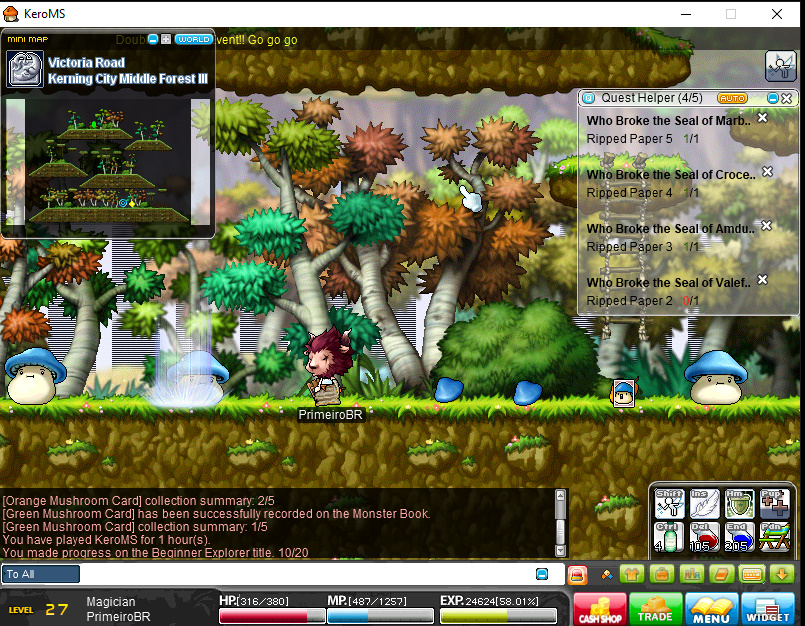 KeroMS
MINI MAP
WORLD
Doub
vent!! Go go go
Victoria Road
Kerning City Middle Forest III
Quest Helper (4/5)
AUTO
Who Broke the Seal of Marb..
Ripped Paper 5 1/1
Who Broke the Seal of Croce..
Ripped Paper 4 1/1
Who Broke the Seal of Amdu..
Ripped Paper 3 1/1
Who Broke the Seal of Valef..
Ripped Paper 2 0/1
PrimeiroBR
[Orange Mushroom Card] collection summary: 2/5
[Green Mushroom Card] has been successfully recorded on the Monster Book.
[Green Mushroom Card] collection summary: 1/5
You have played KeroMS for 1 hour(s).
You made progress on the Beginner Explorer title. 10/20
Shift Ins Hm Pup
Ctrl Del End Pdn
4 105 205
To All
LEVEL 27
Magician
PrimeiroBR
HP.[316/380] MP.[487/1257] EXP.24624[58.01%]
CASH SHOP TRADE MENU WIDGET